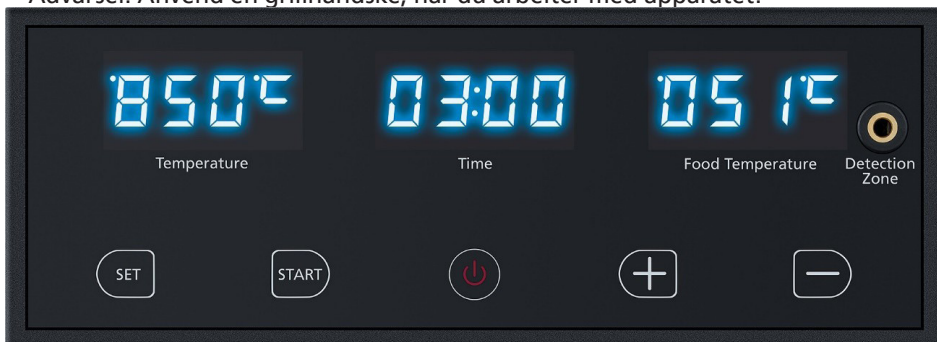 Advarsel: Anvend en grillhandske, når du arbejder med apparatet!
850°C 03:00 051°C
Temperature Time Food Temperature Detection
Zone
SET START